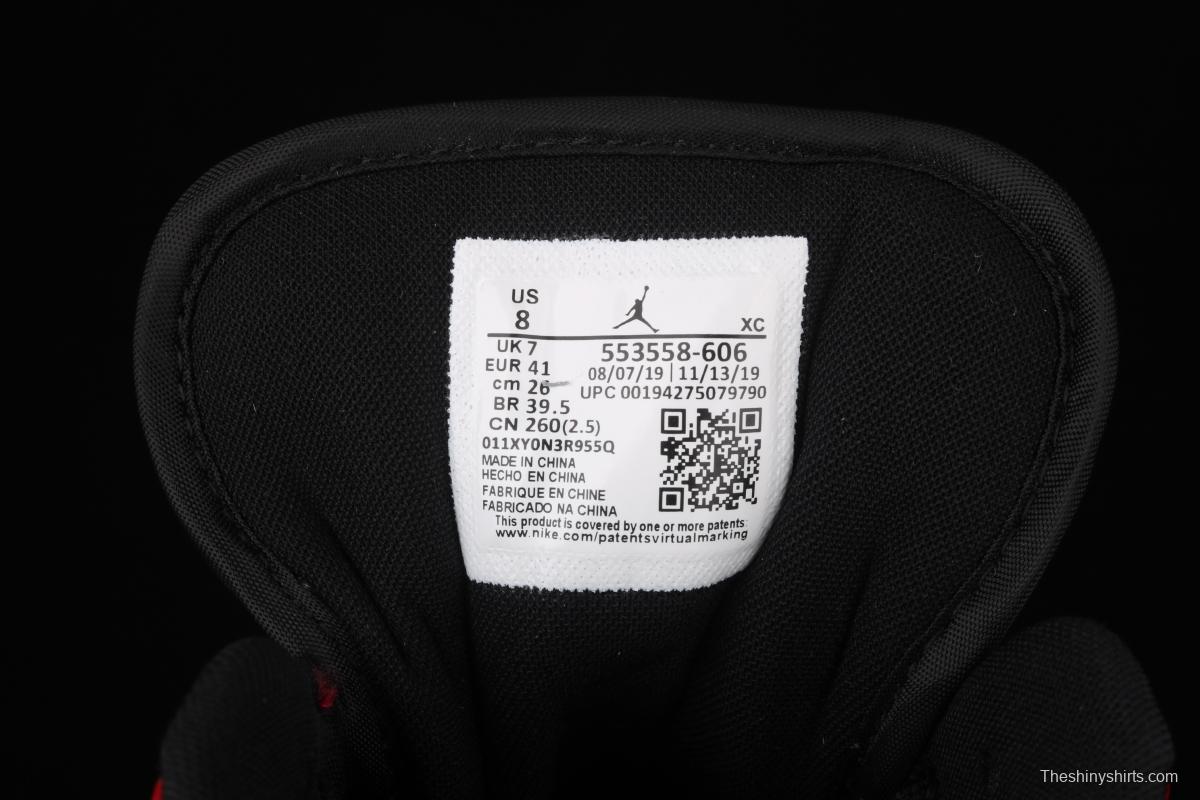 US
8
XC
UK 7
EUR 41
cm 26
BR 39.5
CN 260(2.5)
553558-606
08/07/19 | 11/13/19
UPC 00194275079790
011XY0N3R955Q
MADE IN CHINA
HECHO EN CHINA
FABRIQUE EN CHINE
FABRICADO NA CHINA
This product is covered by one or more patents:
www.nike.com/patentsvirtualmarking
Theshinyshirts.com